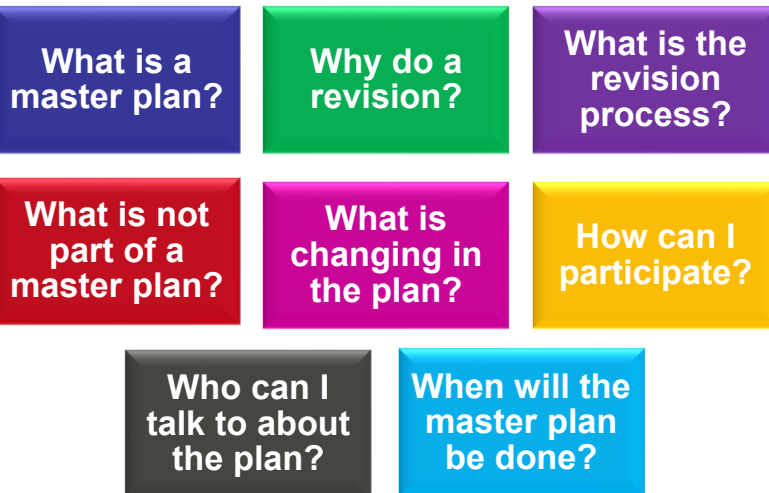 What is a
master plan?
Why do a
revision?
What is the
revision
process?
What is not
part of a
master plan?
What is
changing in
the plan?
How can I
participate?
Who can I
talk to about
the plan?
When will the
master plan
be done?